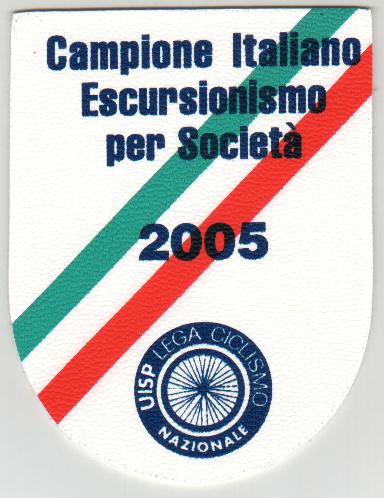 Campione Italiano
Escursionismo
per Società
2005
UISP LEGA CICLISMO
NAZIONALE